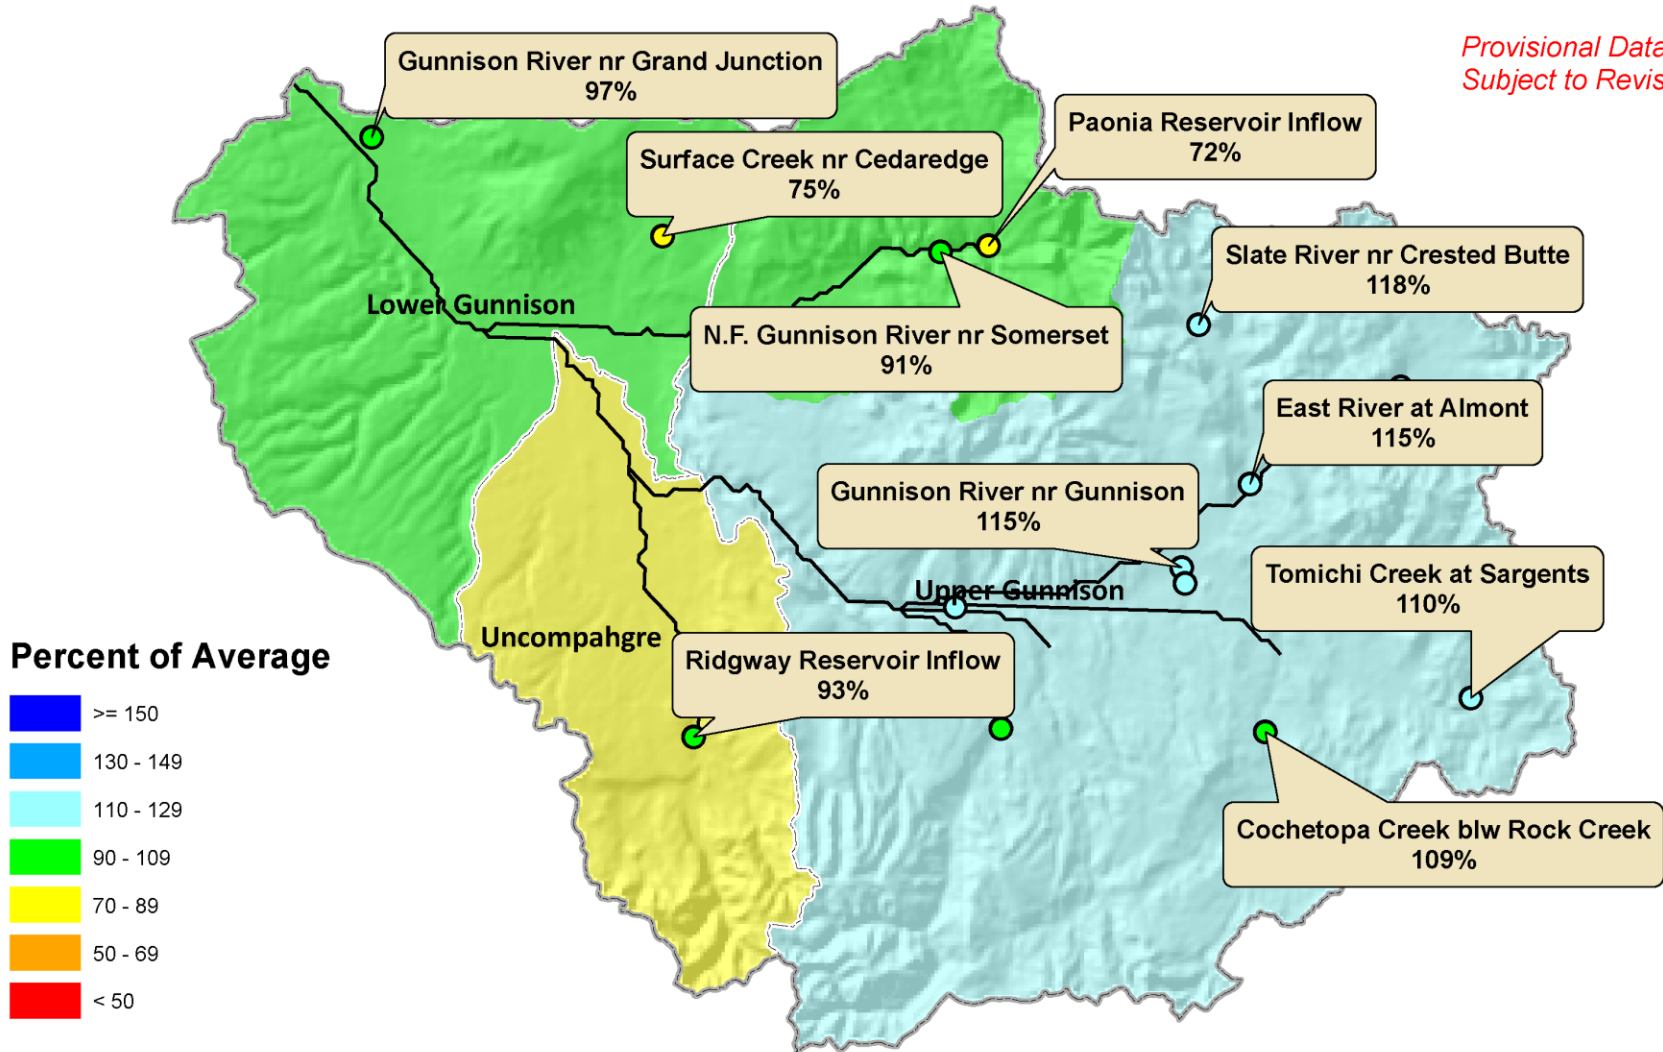 Provisional Data
Subject to Revis
Gunnison River nr Grand Junction
97%
Surface Creek nr Cedaredge
75%
Paonia Reservoir Inflow
72%
Slate River nr Crested Butte
118%
Lower Gunnison
N.F. Gunnison River nr Somerset
91%
East River at Almont
115%
Gunnison River nr Gunnison
115%
Upper Gunnison
Tomichi Creek at Sargents
110%
Uncompahgre
Ridgway Reservoir Inflow
93%
Cochetopa Creek blw Rock Creek
109%
Percent of Average
>= 150
130 - 149
110 - 129
90 - 109
70 - 89
50 - 69
< 50